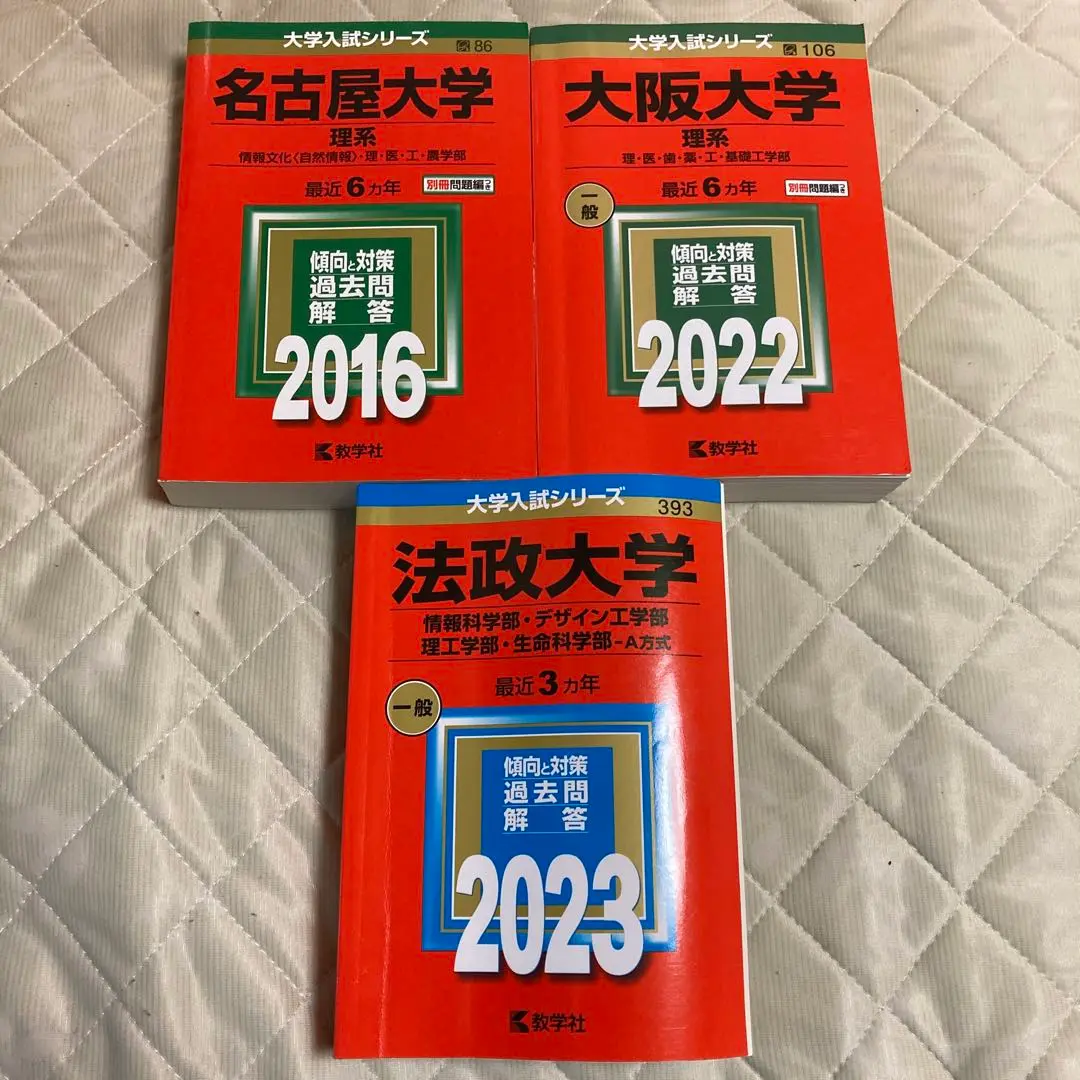 大学入試シリーズ
86
名古屋大学
理系
情報文化〈自然情報〉・理・医・工・農学部
最近6カ年
別冊問題編つき
傾向と対策
過去問
解答
2016
教学社
大学入試シリーズ
106
大阪大学
理系
理・医・歯・薬・工・基礎工学部
最近6カ年
別冊問題編つき
一般
傾向と対策
過去問
解答
2022
教学社
大学入試シリーズ
393
法政大学
情報科学部・デザイン工学部
理工学部・生命科学部-A方式
最近3カ年
一般
傾向と対策
過去問
解答
2023
教学社